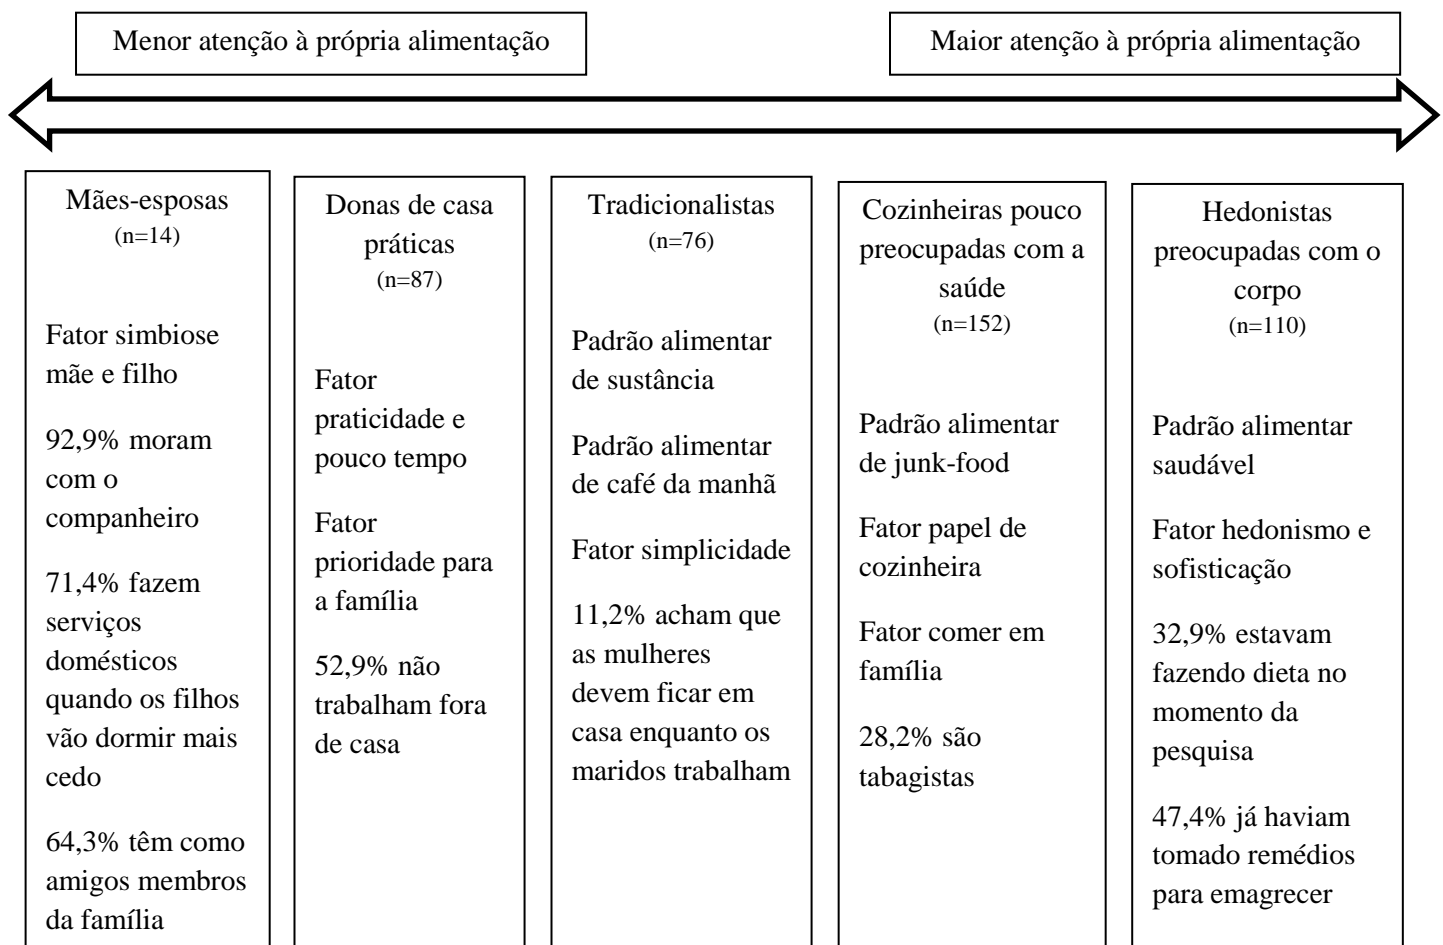 Menor atenção à própria alimentação
Maior atenção à própria alimentação
Mães-esposas
(n=14)
Fator simbiose
mãe e filho
92,9% moram
com o
companheiro
71,4% fazem
serviços
domésticos
quando os filhos
vão dormir mais
cedo
64,3% têm como
amigos membros
da família
Donas de casa
práticas
(n=87)
Fator
praticidade e
pouco tempo
Fator
prioridade para
a família
52,9% não
trabalham fora
de casa
Tradicionalistas
(n=76)
Padrão alimentar
de sustância
Padrão alimentar
de café da manhã
Fator simplicidade
11,2% acham que
as mulheres
devem ficar em
casa enquanto os
maridos trabalham
Cozinheiras pouco
preocupadas com a
saúde
(n=152)
Padrão alimentar
de junk-food
Fator papel de
cozinheira
Fator comer em
família
28,2% são
tabagistas
Hedonistas
preocupadas com o
corpo
(n=110)
Padrão alimentar
saudável
Fator hedonismo e
sofisticação
32,9% estavam
fazendo dieta no
momento da
pesquisa
47,4% já haviam
tomado remédios
para emagrecer